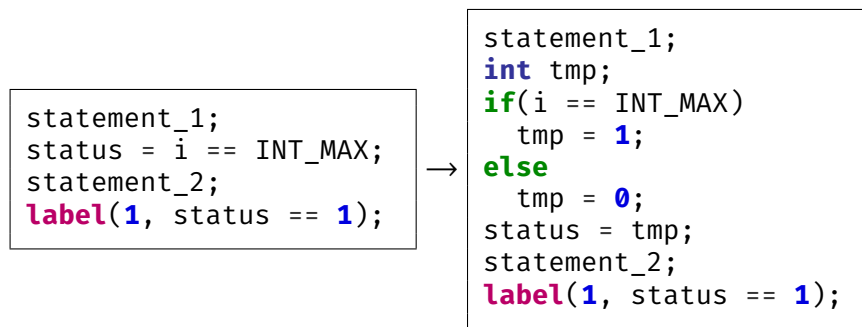 statement_1;
status = i == INT_MAX;
statement_2;
label(1, status == 1);
→
statement_1;
int tmp;
if(i == INT_MAX)
  tmp = 1;
else
  tmp = 0;
status = tmp;
statement_2;
label(1, status == 1);